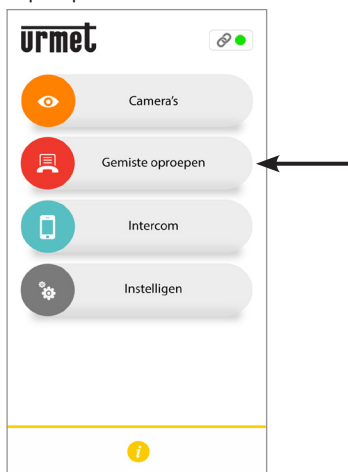 urmet
Camera's
Gemiste oproepen
Intercom
Instelligen
i